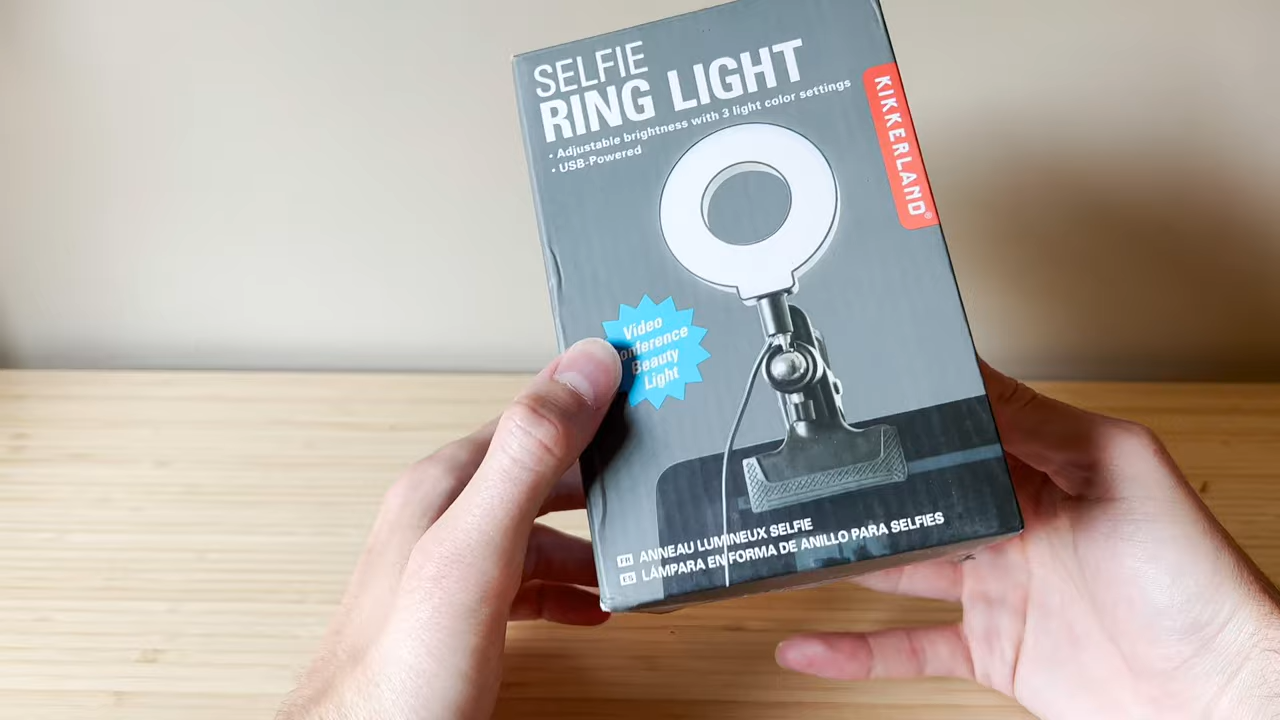 SELFIE
RING LIGHT
• Adjustable brightness with 3 light color settings
• USB-Powered
KIKKERLAND®
Video
onference
Beauty
Light
FR ANNEAU LUMINEUX SELFIE
ES LÁMPARA EN FORMA DE ANILLO PARA SELFIES